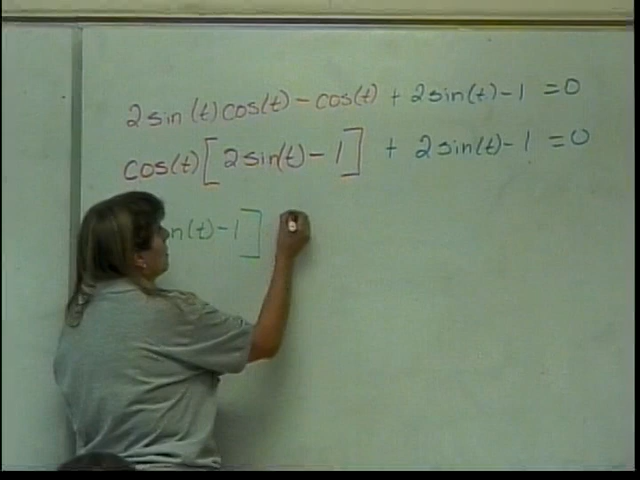 2sin(t)cos(t) - cos(t) + 2sin(t) - 1 = 0
cos(t)[2sin(t) - 1] + 2sin(t) - 1 = 0
n(t) - 1]